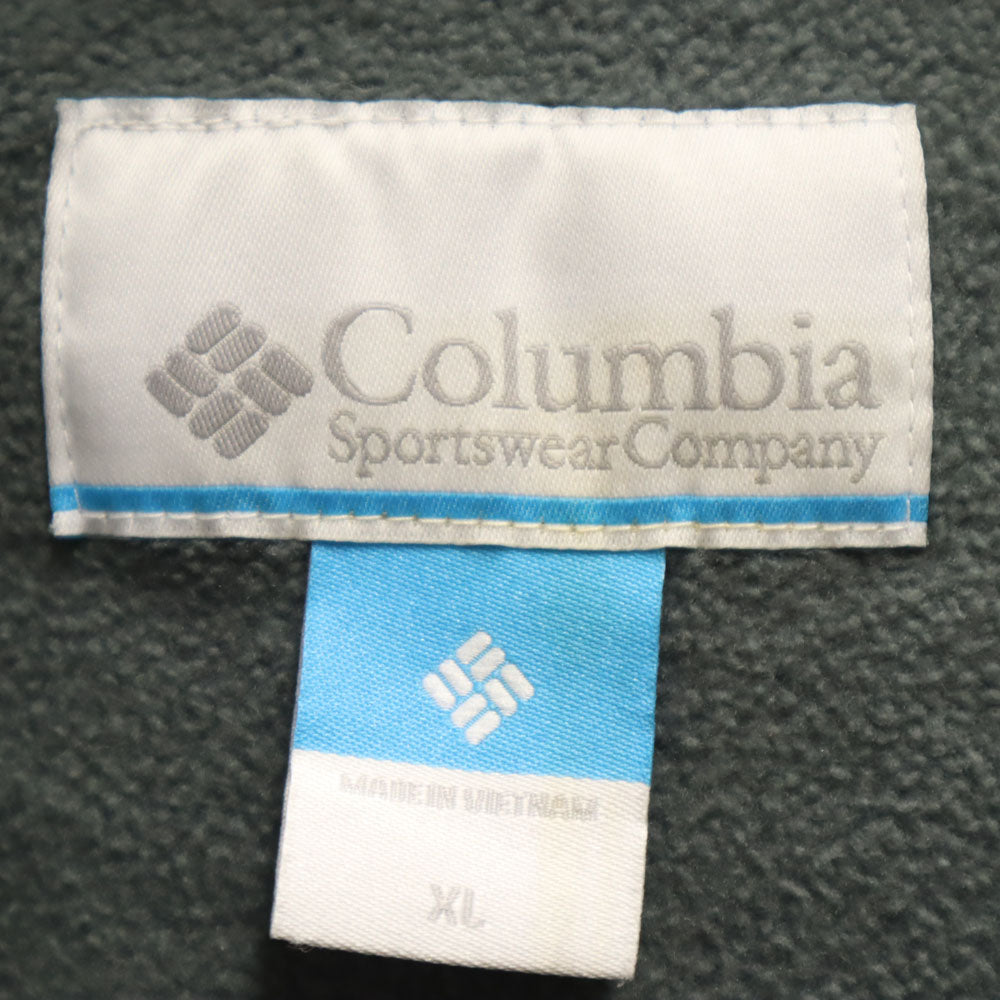 Columbia
Sportswear Company
MADE IN VIETNAM
XL